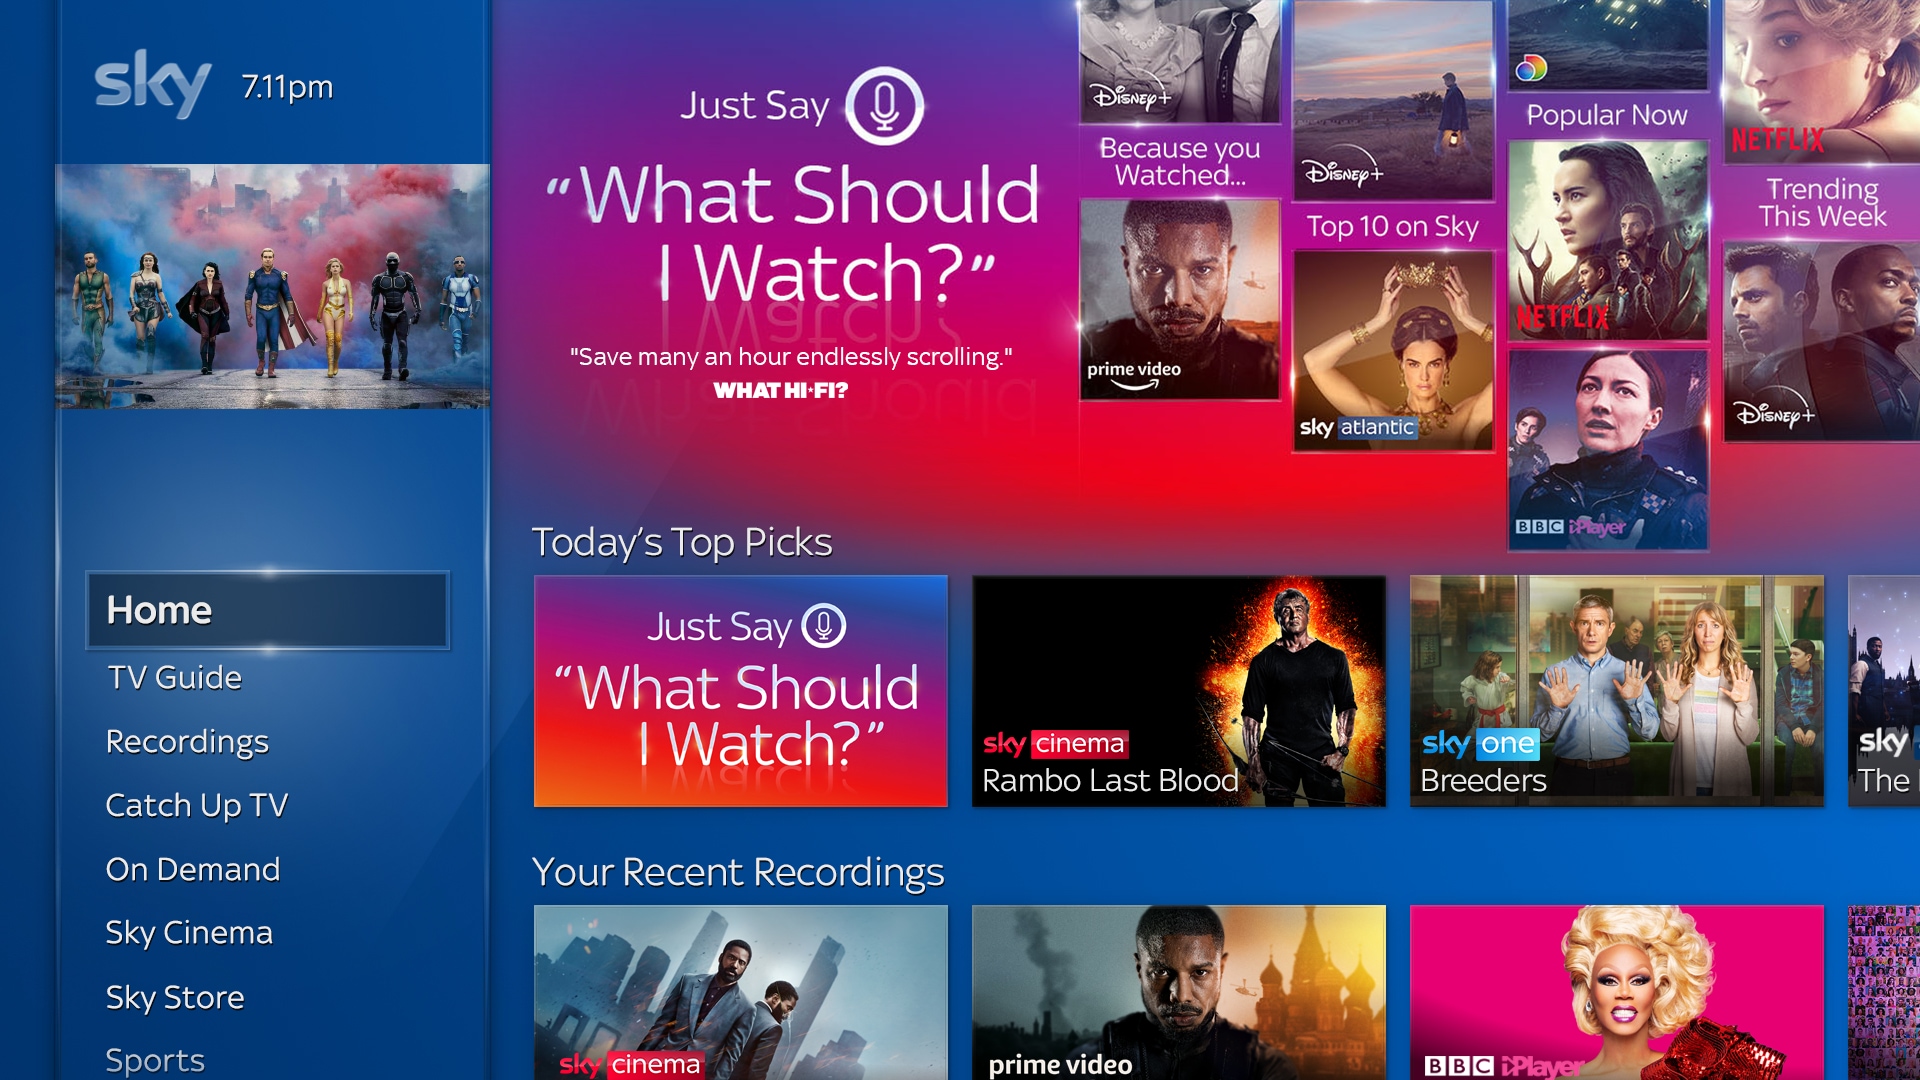 sky 7.11pm
Home
TV Guide
Recordings
Catch Up TV
On Demand
Sky Cinema
Sky Store
Sports
Just Say
“What Should
I Watch?”
"Save many an hour endlessly scrolling."
WHAT HI•FI?
Disney+
Because you
Watched...
prime video
Disney+
Top 10 on Sky
sky atlantic
Popular Now
NETFLIX
BBC iPlayer
NETFLIX
Trending
This Week
Disney+
Today’s Top Picks
Just Say
“What Should
I Watch?”
sky cinema
Rambo Last Blood
sky one
Breeders
sky
The
Your Recent Recordings
sky cinema
prime video
BBC iPlayer